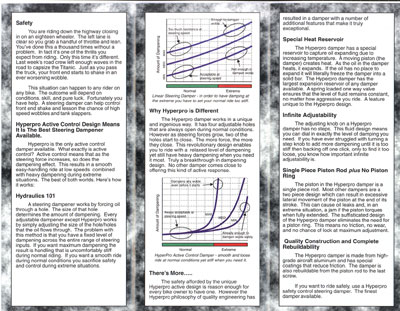 Safety
You are riding down the highway closing
in on an eighteen wheeler. The left lane is
clear so you grab a handful of throttle and lean.
You've done this a thousand times without a
problem. In fact it's one of the thrills you
expect from riding. Only this time it's different.
Last week's road crew left enough waves in the
road to capsize the Titanic. Just as you pass
the truck, your front end starts to shake in an
ever worsening wobble.
This situation can happen to any rider on
any bike. The outcome will depend on
conditions, skill, and pure luck. Fortunately you
have help. A steering damper can help control
front end shake and lessen the chance of high
speed wobbles and tank slappers.
Hyperpro Active Control Design Means
It Is The Best Steering Dampener
Available.
Hyperpro is the only active control
damper available. What exactly is active
control? Active control means that as the
steering force increases, so does the
dampening effect. This results in a smooth
easy-handling ride at low speeds combined
with heavy dampening during extreme
situations. The best of both worlds. Here's how
it works:
Hydraulics 101
A steering dampener works by forcing oil
through a hole. The size of that hole
determines the amount of dampening. Every
adjustable dampener except Hyperpro works
by simply adjusting the size of the hole/holes
that the oil flows through. The problem with
this method is that you have a fixed level of
dampening across the entire range of steering
inputs. If you want maximum dampening the
result is handling that is uncomfortably stiff
during normal riding. If you want a smooth ride
during normal conditions you sacrifice safety
and control during extreme situations.
Amount of Dampening
Normal Extreme
Linear Steering Damper - in order to have damping at
the extreme you have to set your normal ride too stiff.
Why Hyperpro is Different
The Hyperpro damper works in a unique
and ingenious way. It has four adjustable holes
that are always open during normal conditions.
However as steering forces grow, two of the
holes start to close. The more force the more
they close. This revolutionary design enables
you to ride with a relaxed level of dampening,
yet still have heavy dampening when you need
it most. Truly a breakthrough in dampening
design. No other damper comes close to
offering this kind of active response.
Amount of Dampening
Normal Extreme
HyperPro Active Control Damper - smooth and loose
ride at normal conditions yet stiff when you need it.
There's More.....
The safety afforded by the unique
Hyperpro active design is reason enough for
every bike owner to have one. However the
Hyperpro philosophy of quality engineering has
resulted in a damper with a number of
additional features that make it truly
exceptional.
Special Heat Reservoir
The Hyperpro damper has a special
reservoir to capture oil expanding due to
increasing temperature. A moving piston (the
damper) creates heat. As the oil in the damper
heats, it expands. If the oil has no place to
expand it will literally freeze the damper into a
solid bar. The Hyperpro damper has the
largest expansion reservoir of any damper
available. A spring loaded one way valve
ensures that the level of fluid remains constant,
no matter how aggressive you ride. A feature
unique to the Hyperpro design.
Infinite Adjustability
The adjusting knob on a Hyperpro
damper has no steps. This fluid design means
you can dial in exactly the level of damping you
need. If you have ever struggled with turning a
step knob to add more dampening until it is too
stiff then backing off one click, only to find it too
loose, you know how important infinite
adjustability is.
Single Piece Piston Rod plus No Piston
Ring
The piston in the Hyperpro damper is a
single piece rod. Most other dampers are a
two piece design which can result in some
lateral movement of the piston at the end of its
stroke. This can cause oil leaks and, in an
extreme situation, a jam if the piston is bumped
when fully extended. The sofisticated design
of the Hyperpro damper eliminates the need for
a piston ring. This means no friction, no wear,
and no chance of lock at maximum adjustment.
Quality Construction and Complete
Rebuildability
The Hyperpro damper is made from high-
grade aircraft aluminum and has special
coatings that reduce friction. The damper is
also rebuildable from the piston rod to the last
screw.
If you want to ride safely, use a Hyperpro
safety control steering damper. The finest
damper available.